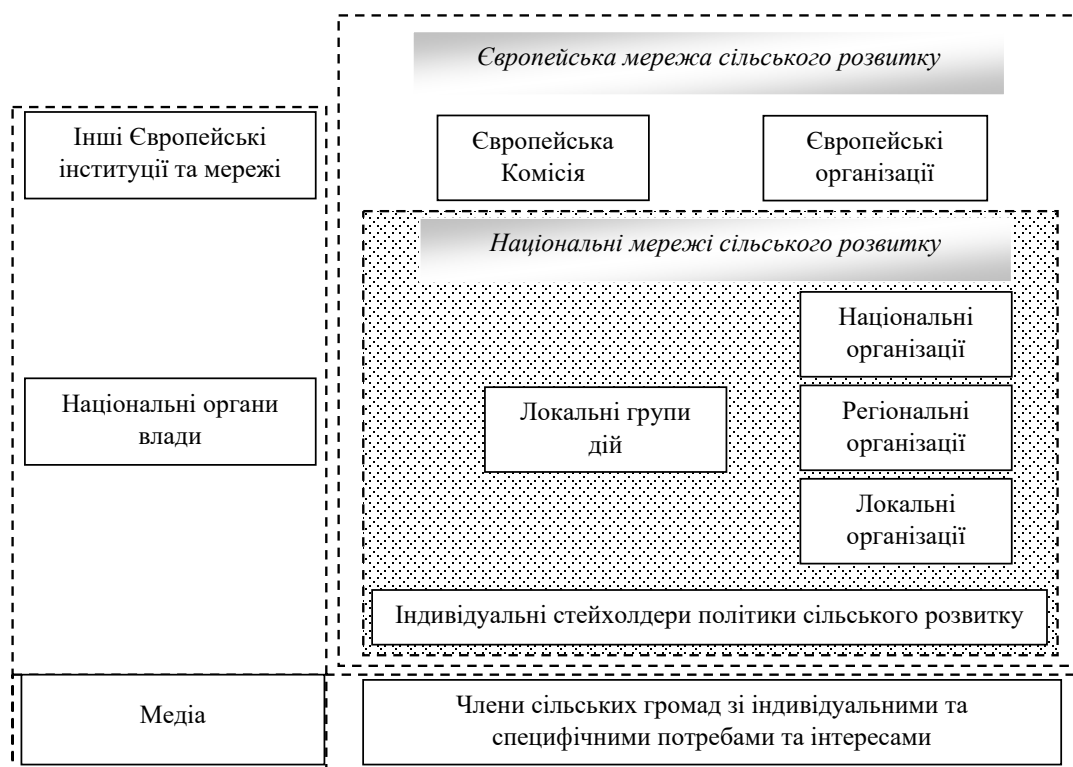 Європейська мережа сільського розвитку
Інші Європейські
інституції та мережі
Європейська
Комісія
Європейські
організації
Національні мережі сільського розвитку
Національні
організації
Національні органи
влади
Локальні групи
дій
Регіональні
організації
Локальні
організації
Індивідуальні стейхолдери політики сільського розвитку
Медіа
Члени сільських громад зі індивідуальними та
специфічними потребами та інтересами